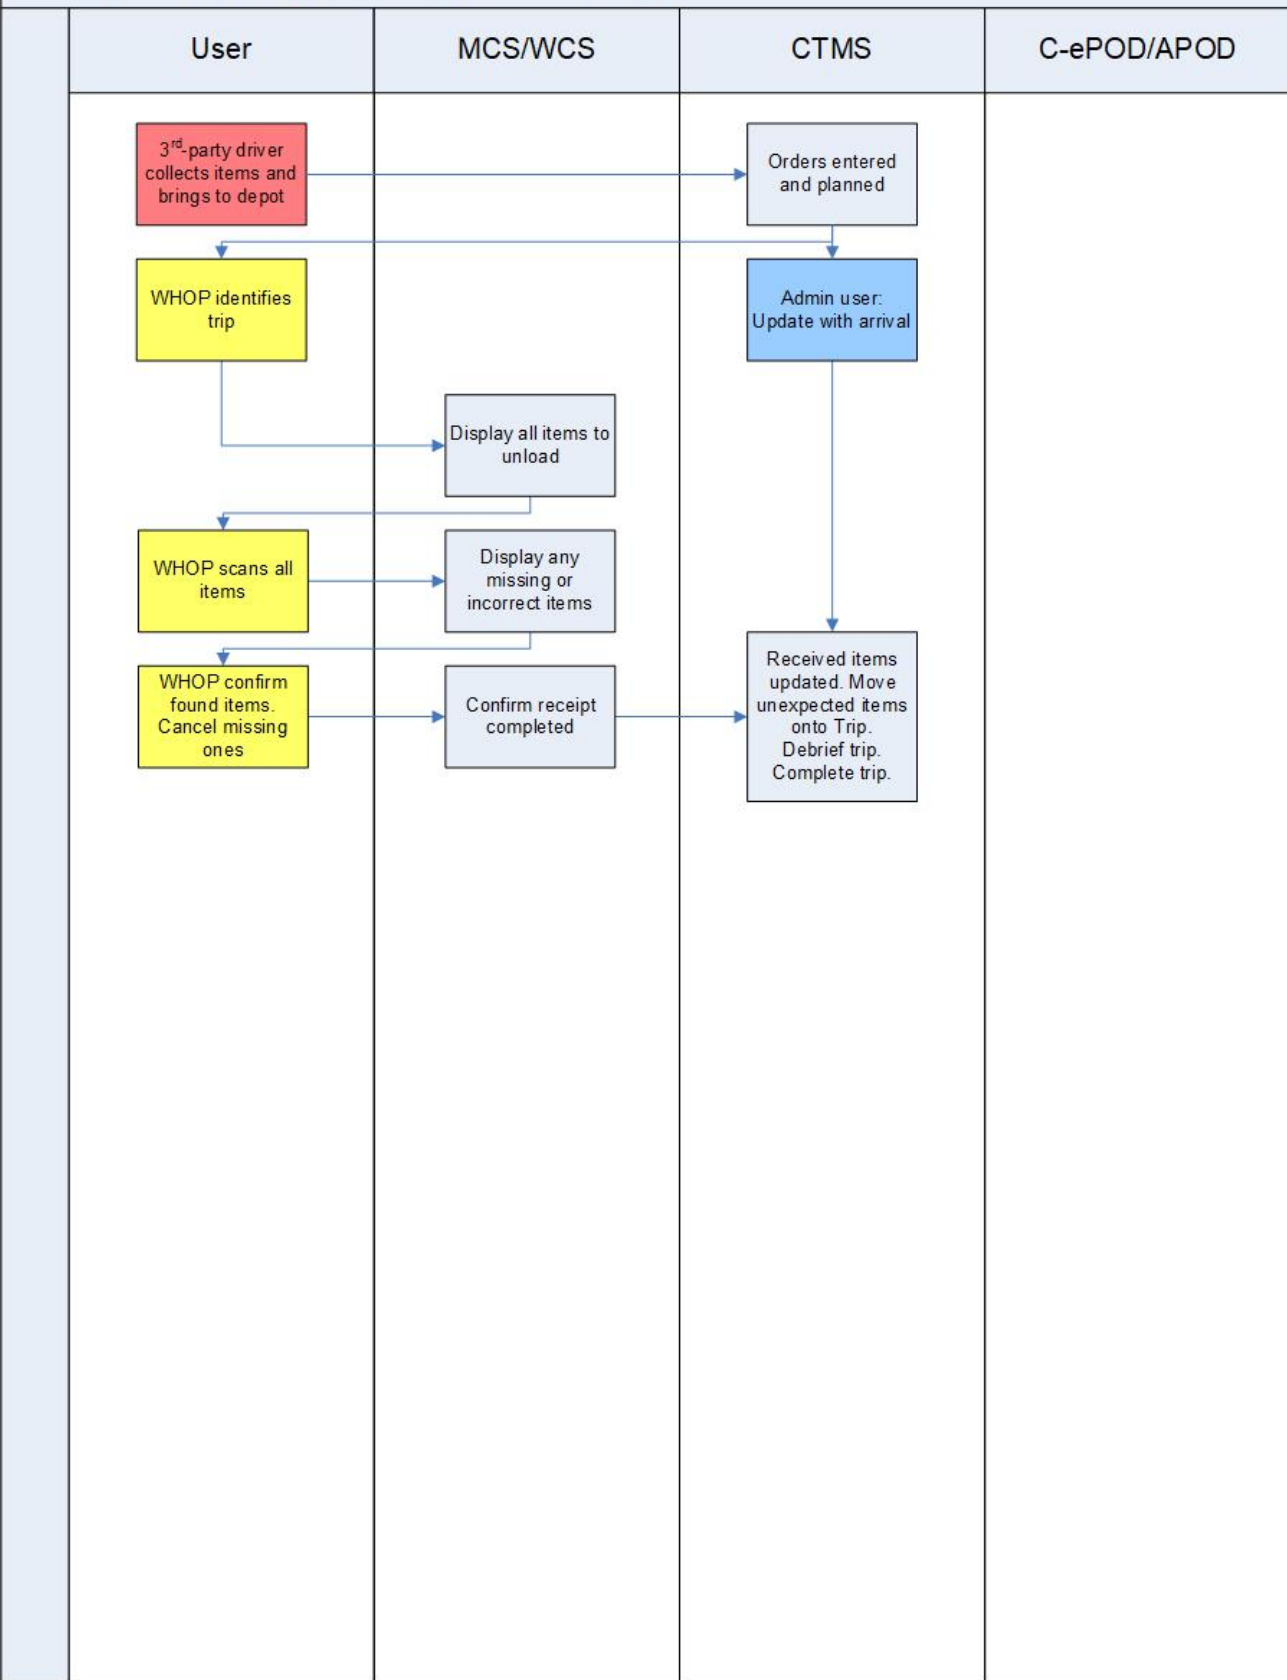 User
MCS/WCS
CTMS
C-ePOD/APOD
3rd-party driver
collects items and
brings to depot
Orders entered
and planned
WHOP identifies
trip
Admin user:
Update with arrival
Display all items to
unload
WHOP scans all
items
Display any
missing or
incorrect items
WHOP confirm
found items.
Cancel missing
ones
Confirm receipt
completed
Received items
updated. Move
unexpected items
onto Trip.
Debrief trip.
Complete trip.